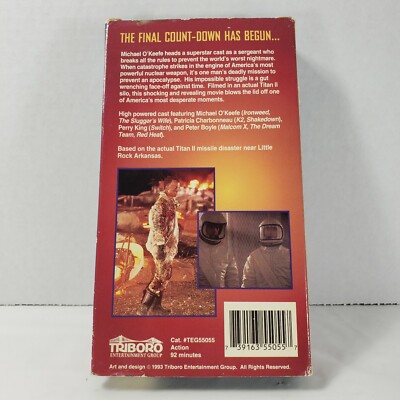 THE FINAL COUNT-DOWN HAS BEGUN...
Michael O'Keefe heads a superstar cast as a sergeant who
breaks all the rules to prevent the world's worst nightmare.
When catastrophe strikes in the engine of America's most
powerful nuclear weapon, it's one man's deadly mission to
prevent an apocalypse. His impossible struggle is a gut
wrenching face-off against time. Filmed in an actual Titan II
silo, this shocking and revealing movie blows the lid off one
of America's most desperate moments.
High powered cast featuring Michael O'Keefe (Ironweed,
The Slugger's Wife), Patricia Charbonneau (K2, Shakedown),
Perry King (Switch), and Peter Boyle (Malcom X, The Dream
Team, Red Heat).
Based on the actual Titan II missile disaster near Little
Rock Arkansas.
TRIBORO
ENTERTAINMENT GROUP
Cat. #TEG55055
Action
92 minutes
7 39163 55055 7
Art and design © 1993 Triboro Entertainment Group. All Rights Reserved.